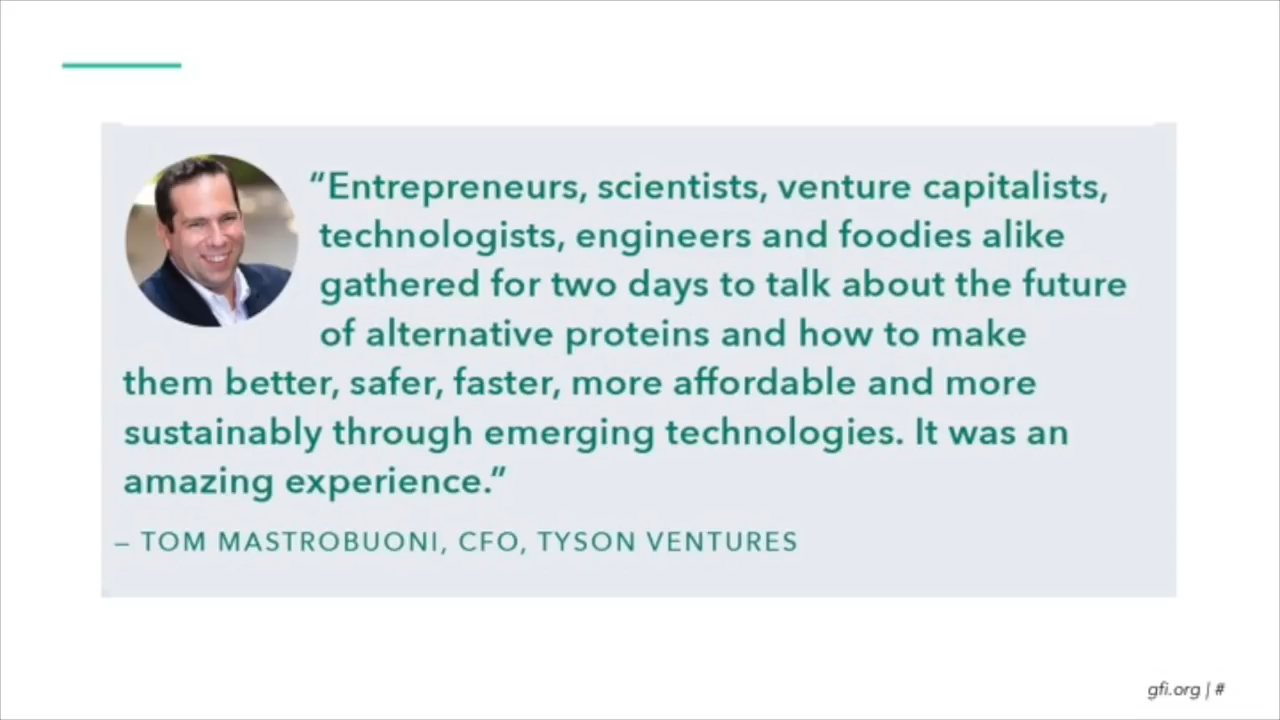 “Entrepreneurs, scientists, venture capitalists,
technologists, engineers and foodies alike
gathered for two days to talk about the future
of alternative proteins and how to make
them better, safer, faster, more affordable and more
sustainably through emerging technologies. It was an
amazing experience.”
– TOM MASTROBUONI, CFO, TYSON VENTURES
gfi.org | #